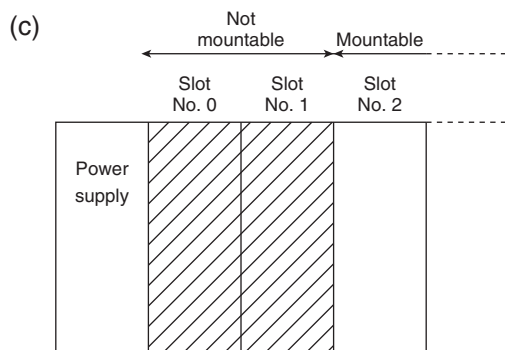 (c)
Not
mountable
Mountable
Slot
No. 0
Slot
No. 1
Slot
No. 2
Power
supply